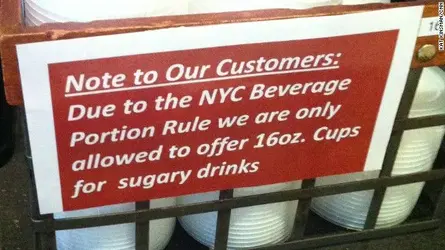 Note to Our Customers:
Due to the NYC Beverage
Portion Rule we are only
allowed to offer 16oz. Cups
for sugary drinks